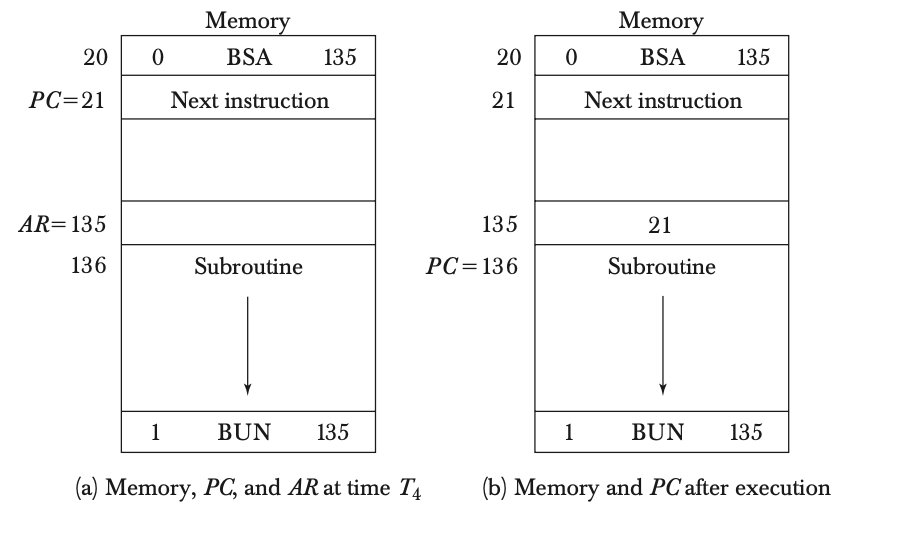 Memory
20 0 BSA 135
PC=21 Next instruction
AR=135
136 Subroutine
1 BUN 135
(a) Memory, PC, and AR at time T4
Memory
20 0 BSA 135
21 Next instruction
135 21
PC=136 Subroutine
1 BUN 135
(b) Memory and PC after execution